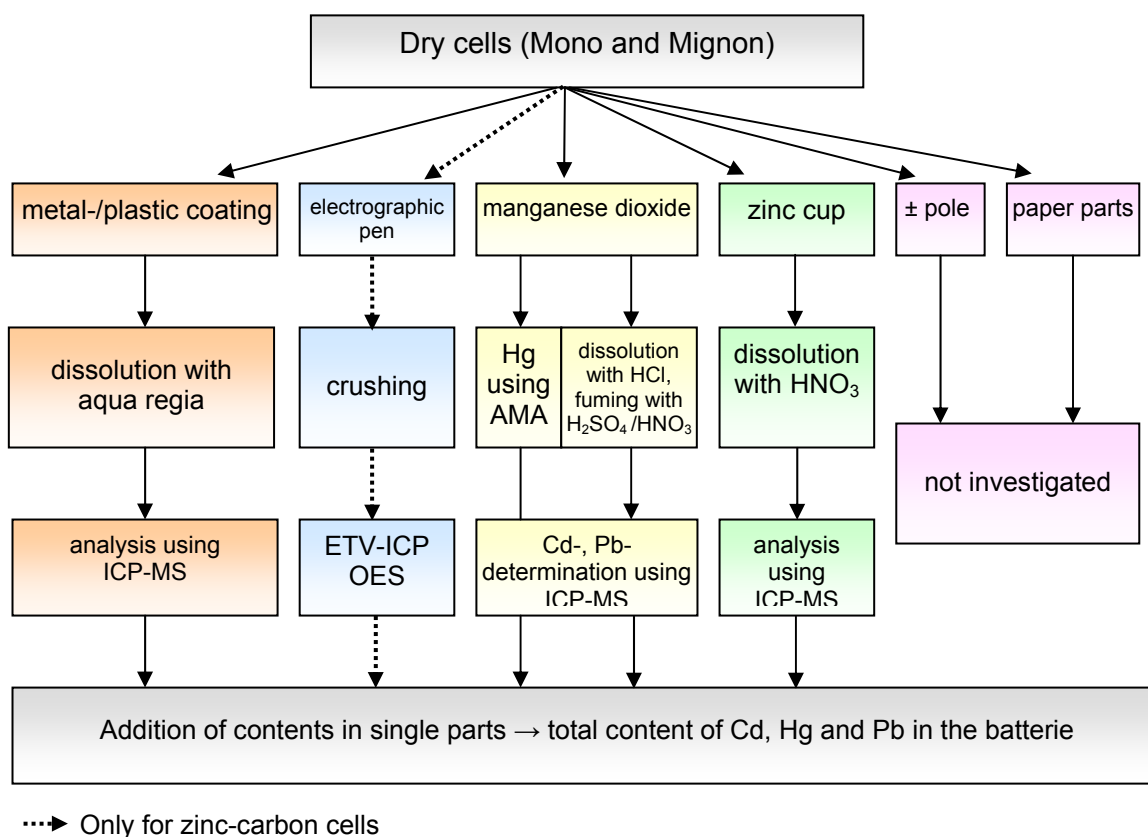 Dry cells (Mono and Mignon)
metal-/plastic coating
electrographic
pen
manganese dioxide
zinc cup
± pole
paper parts
dissolution with
aqua regia
crushing
Hg
using
AMA
dissolution
with HCl,
fuming with
H₂SO₄/HNO₃
dissolution
with HNO₃
not investigated
analysis using
ICP-MS
ETV-ICP
OES
Cd-, Pb-
determination using
ICP-MS
analysis
using
ICP-MS
Addition of contents in single parts → total content of Cd, Hg and Pb in the batterie
Only for zinc-carbon cells